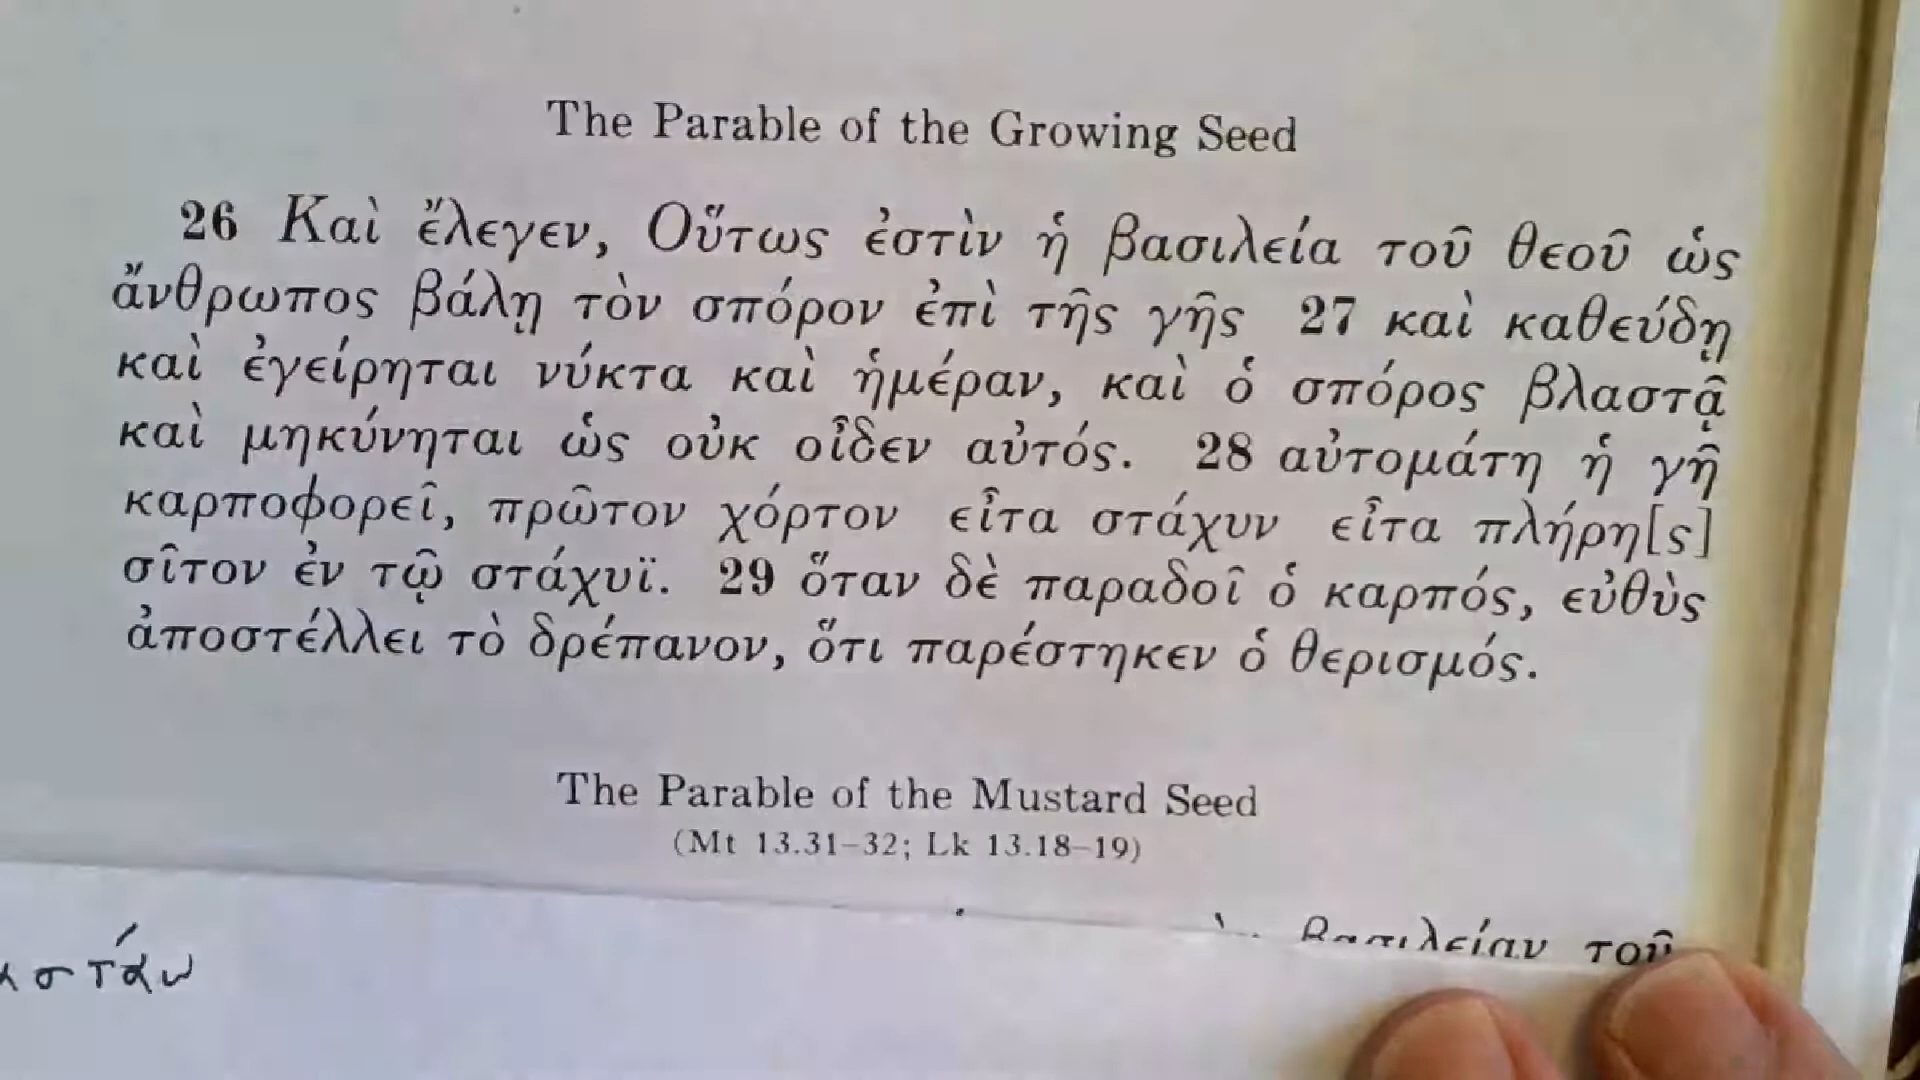 The Parable of the Growing Seed
26 Καὶ ἔλεγεν, Οὕτως ἐστὶν ἡ βασιλεία τοῦ θεοῦ ὡς
ἄνθρωπος βάλῃ τὸν σπόρον ἐπὶ τῆς γῆς 27 καὶ καθεύδῃ
καὶ ἐγείρηται νύκτα καὶ ἡμέραν, καὶ ὁ σπόρος βλαστᾷ
καὶ μηκύνηται ὡς οὐκ οἶδεν αὐτός. 28 αὐτομάτη ἡ γῆ
καρποφορεῖ, πρῶτον χόρτον εἶτα στάχυν εἶτα πλήρη[ς]
σῖτον ἐν τῷ στάχυϊ. 29 ὅταν δὲ παραδοῖ ὁ καρπός, εὐθὺς
ἀποστέλλει τὸ δρέπανον, ὅτι παρέστηκεν ὁ θερισμός.
The Parable of the Mustard Seed
(Mt 13.31–32; Lk 13.18–19)
βασιλείαν τοῦ
αστάω